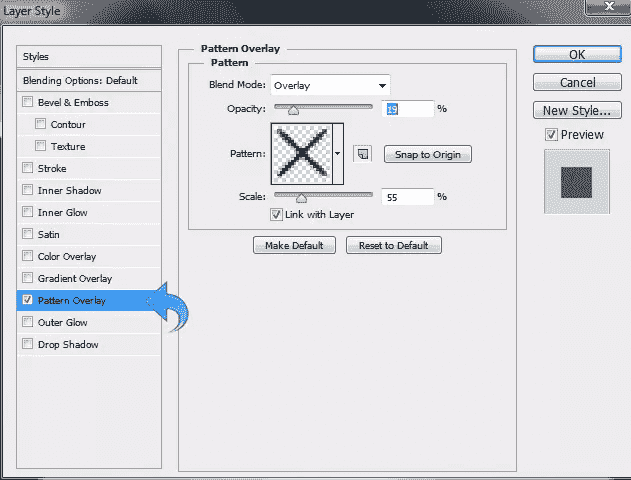 Layer Style
Styles
Blending Options: Default
Bevel & Emboss
Contour
Texture
Stroke
Inner Shadow
Inner Glow
Satin
Color Overlay
Gradient Overlay
Pattern Overlay
Outer Glow
Drop Shadow
Pattern Overlay
Pattern
Blend Mode: Overlay
Opacity: 19 %
Pattern: Snap to Origin
Scale: 55 %
Link with Layer
Make Default Reset to Default
OK
Cancel
New Style...
Preview